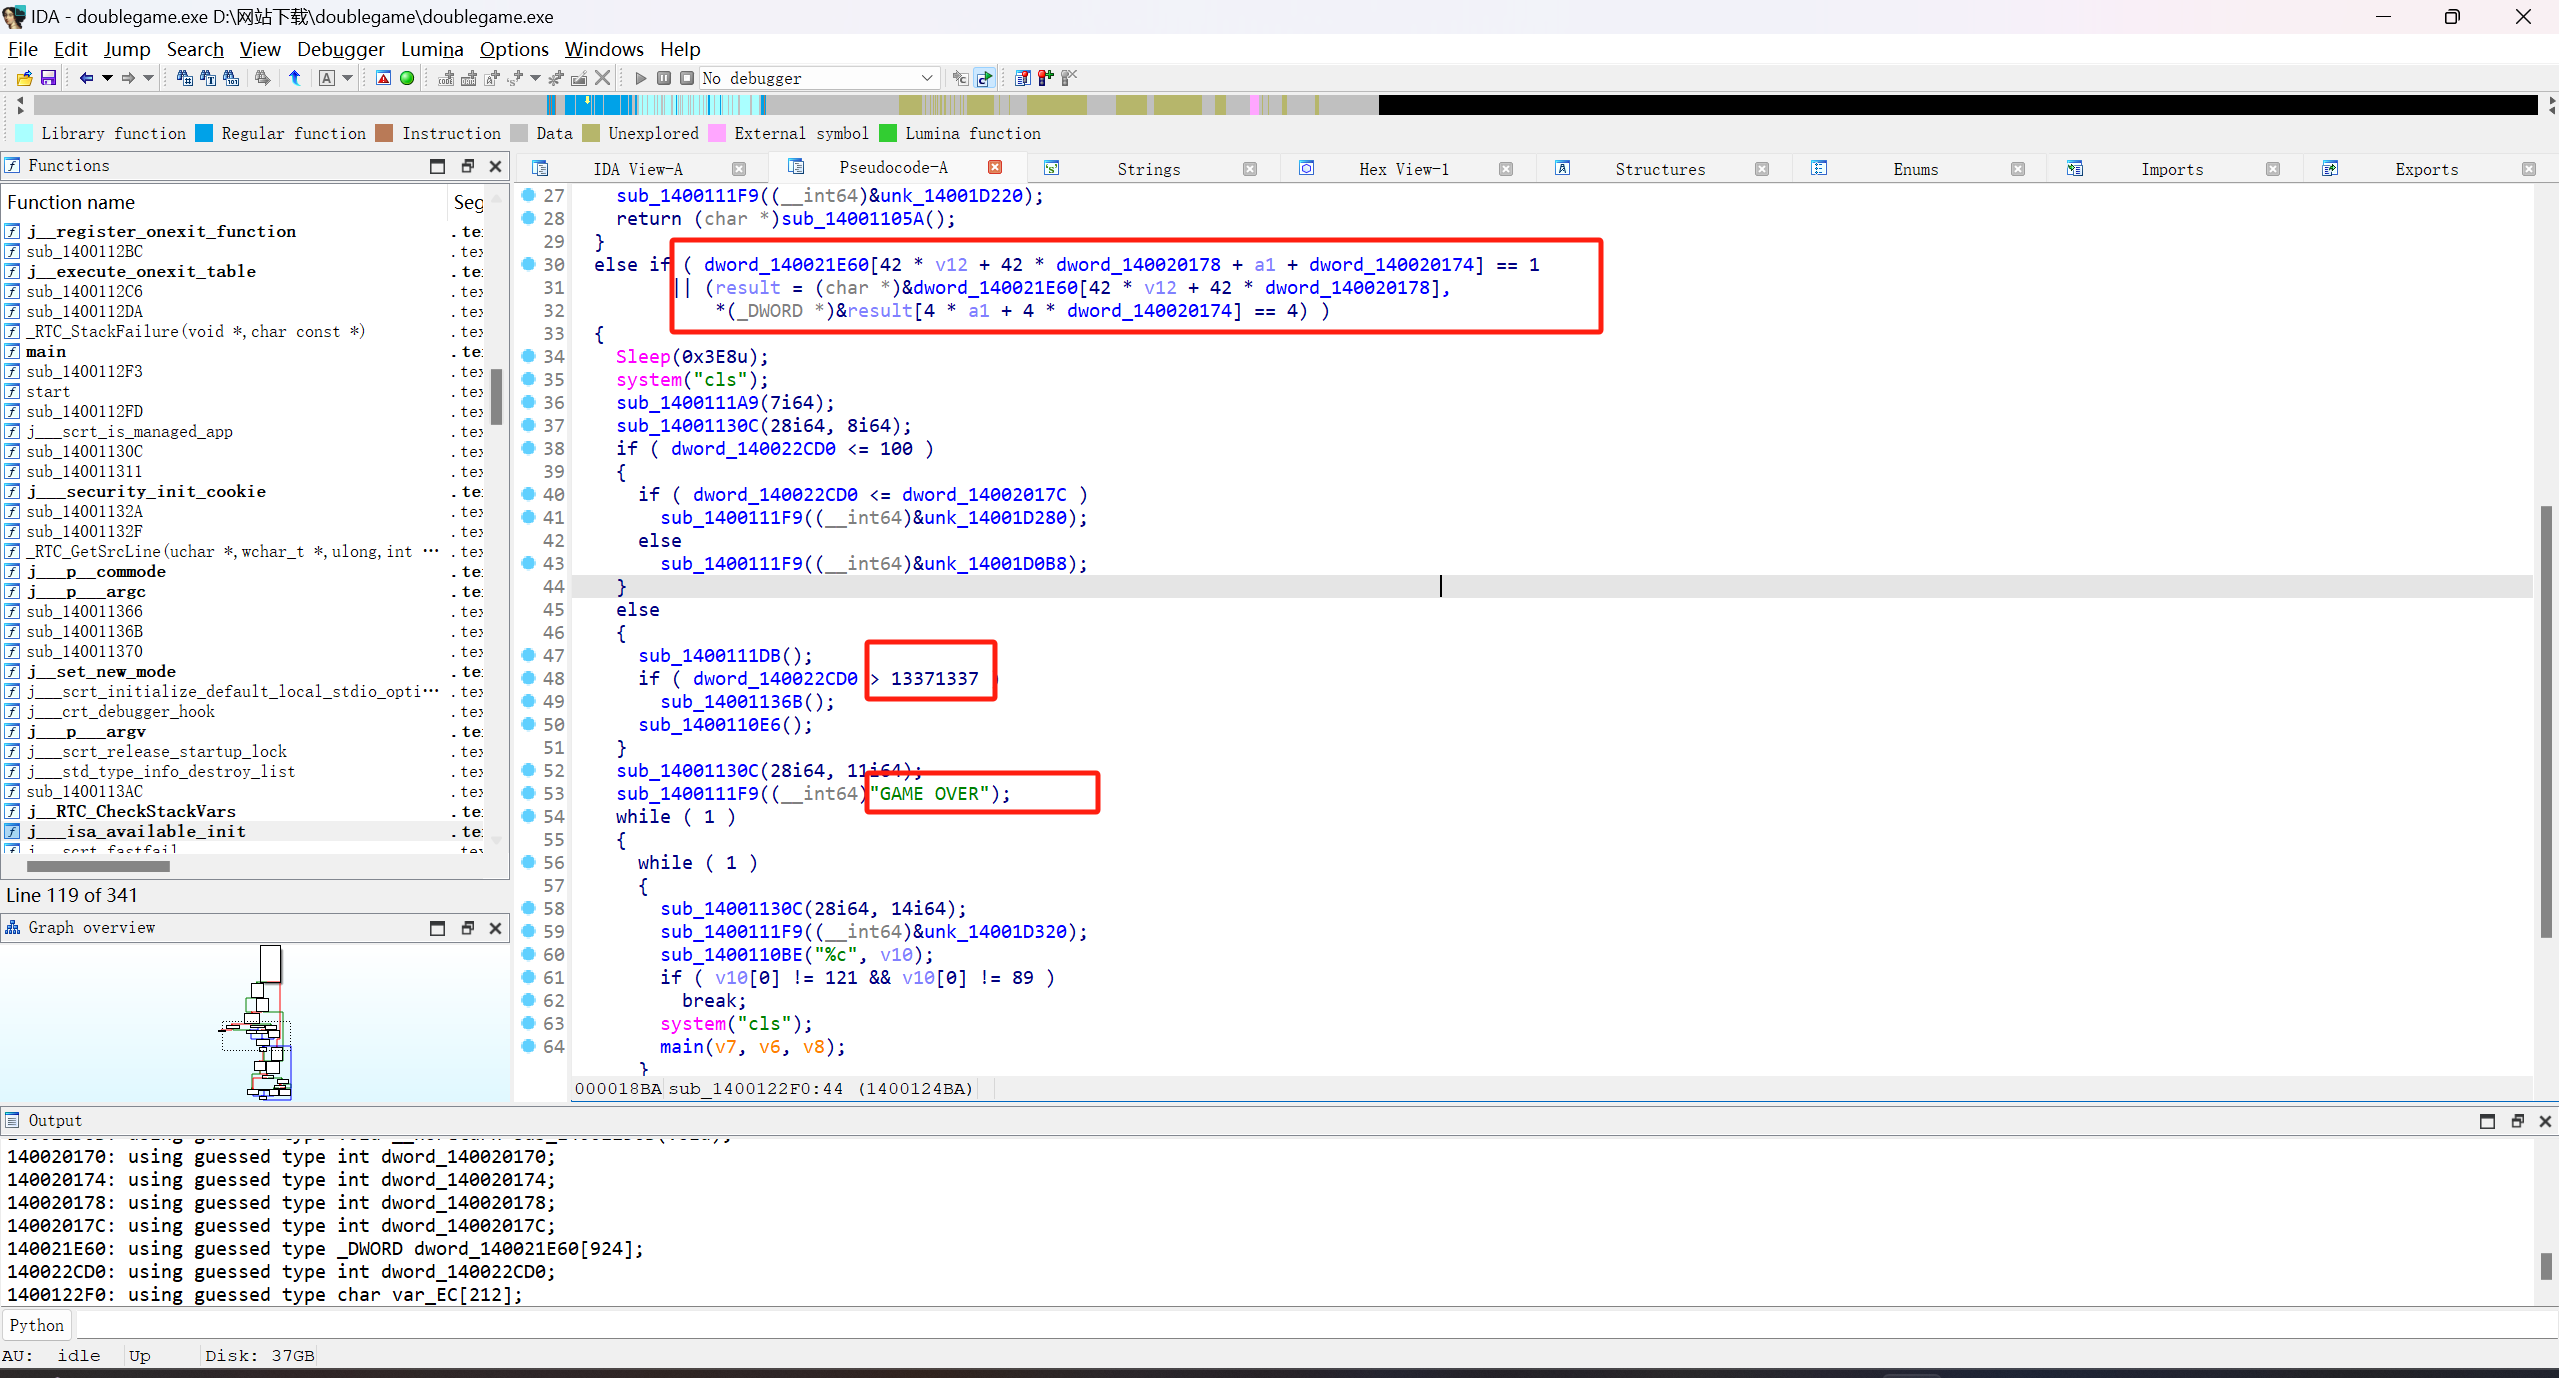 IDA - doublegame.exe D:\网站下载\doublegame\doublegame.exe
File Edit Jump Search View Debugger Lumina Options Windows Help
No debugger
Library function Regular function Instruction Data Unexplored External symbol Lumina function
Functions
Function name Seg
j__register_onexit_function .te
sub_1400112BC .te
j__execute_onexit_table .te
sub_1400112C6 .te
sub_1400112DA .te
_RTC_StackFailure(void *,char const *) .te
main .te
sub_1400112F3 .te
start .te
sub_1400112FD .te
j___scrt_is_managed_app .te
sub_14001130C .te
sub_140011311 .te
j___security_init_cookie .te
sub_14001132A .te
sub_14001132F .te
_RTC_GetSrcLine(uchar *,wchar_t *,ulong,int ··· .te
j___p__commode .te
j___p___argc .te
sub_140011366 .te
sub_14001136B .te
sub_140011370 .te
j__set_new_mode .te
j___scrt_initialize_default_local_stdio_opti··· .te
j___crt_debugger_hook .te
j___p___argv .te
j___scrt_release_startup_lock .te
j___std_type_info_destroy_list .te
sub_1400113AC .te
j__RTC_CheckStackVars .te
j___isa_available_init .te
j___scrt_fastfail .te
Line 119 of 341
Graph overview
IDA View-A Pseudocode-A Strings Hex View-1 Structures Enums Imports Exports
27 sub_1400111F9((__int64)&unk_14001D220);
28 return (char *)sub_14001105A();
29 }
30 else if ( dword_140021E60[42 * v12 + 42 * dword_140020178 + a1 + dword_140020174] == 1
31 || (result = (char *)&dword_140021E60[42 * v12 + 42 * dword_140020178],
32 *(_DWORD *)&result[4 * a1 + 4 * dword_140020174] == 4) )
33 {
34 Sleep(0x3E8u);
35 system("cls");
36 sub_1400111A9(7i64);
37 sub_14001130C(28i64, 8i64);
38 if ( dword_140022CD0 <= 100 )
39 {
40 if ( dword_140022CD0 <= dword_14002017C )
41 sub_1400111F9((__int64)&unk_14001D280);
42 else
43 sub_1400111F9((__int64)&unk_14001D0B8);
44 }
45 else
46 {
47 sub_1400111DB();
48 if ( dword_140022CD0 > 13371337 )
49 sub_14001136B();
50 sub_1400110E6();
51 }
52 sub_14001130C(28i64, 11i64);
53 sub_1400111F9((__int64)"GAME OVER");
54 while ( 1 )
55 {
56 while ( 1 )
57 {
58 sub_14001130C(28i64, 14i64);
59 sub_1400111F9((__int64)&unk_14001D320);
60 sub_1400110BE("%c", v10);
61 if ( v10[0] != 121 && v10[0] != 89 )
62 break;
63 system("cls");
64 main(v7, v6, v8);
}
000018BA sub_1400122F0:44 (1400124BA)
Output
140020170: using guessed type int dword_140020170;
140020174: using guessed type int dword_140020174;
140020178: using guessed type int dword_140020178;
14002017C: using guessed type int dword_14002017C;
140021E60: using guessed type _DWORD dword_140021E60[924];
140022CD0: using guessed type int dword_140022CD0;
1400122F0: using guessed type char var_EC[212];
Python
AU: idle Up Disk: 37GB